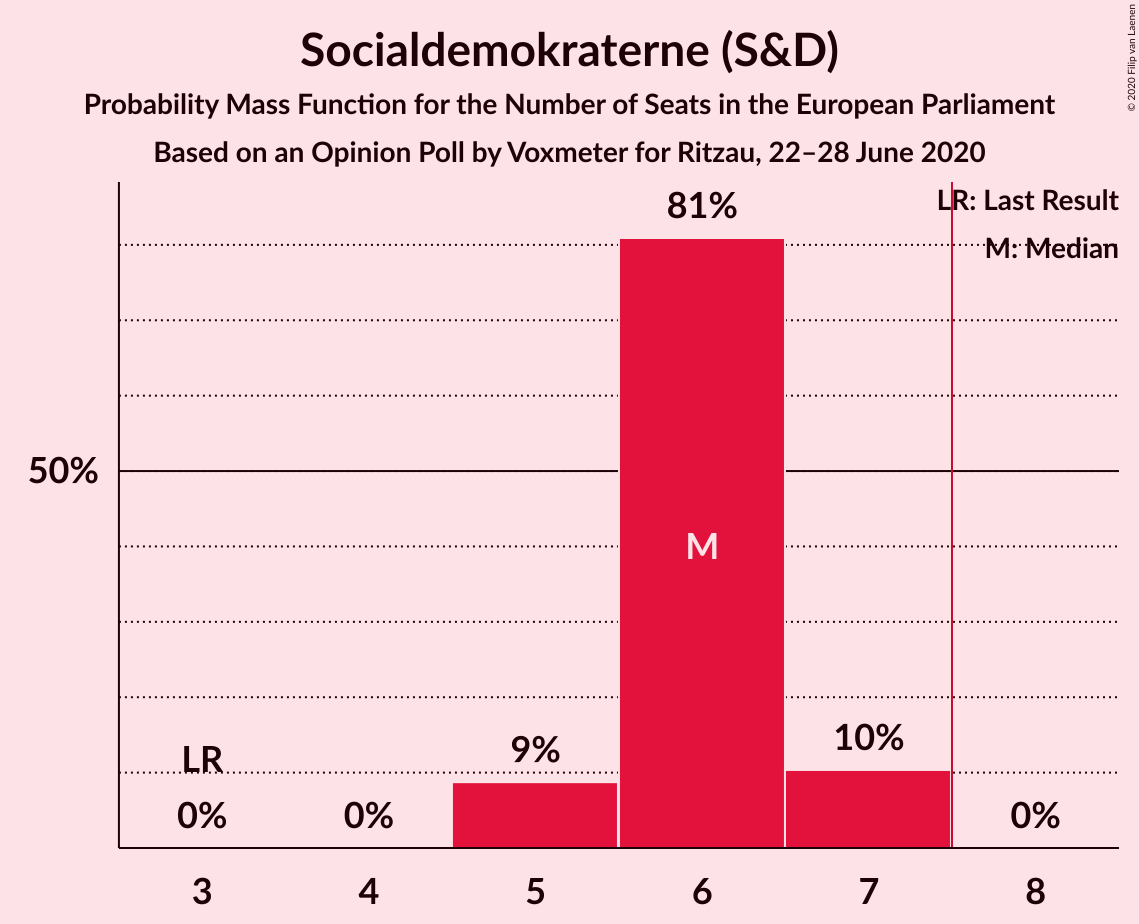 Socialdemokraterne (S&D)
Probability Mass Function for the Number of Seats in the European Parliament
Based on an Opinion Poll by Voxmeter for Ritzau, 22–28 June 2020
© 2020 Filip van Laenen
LR: Last Result
M: Median
81%
50%
M
LR
9%
10%
0%
0%
0%
3
4
5
6
7
8